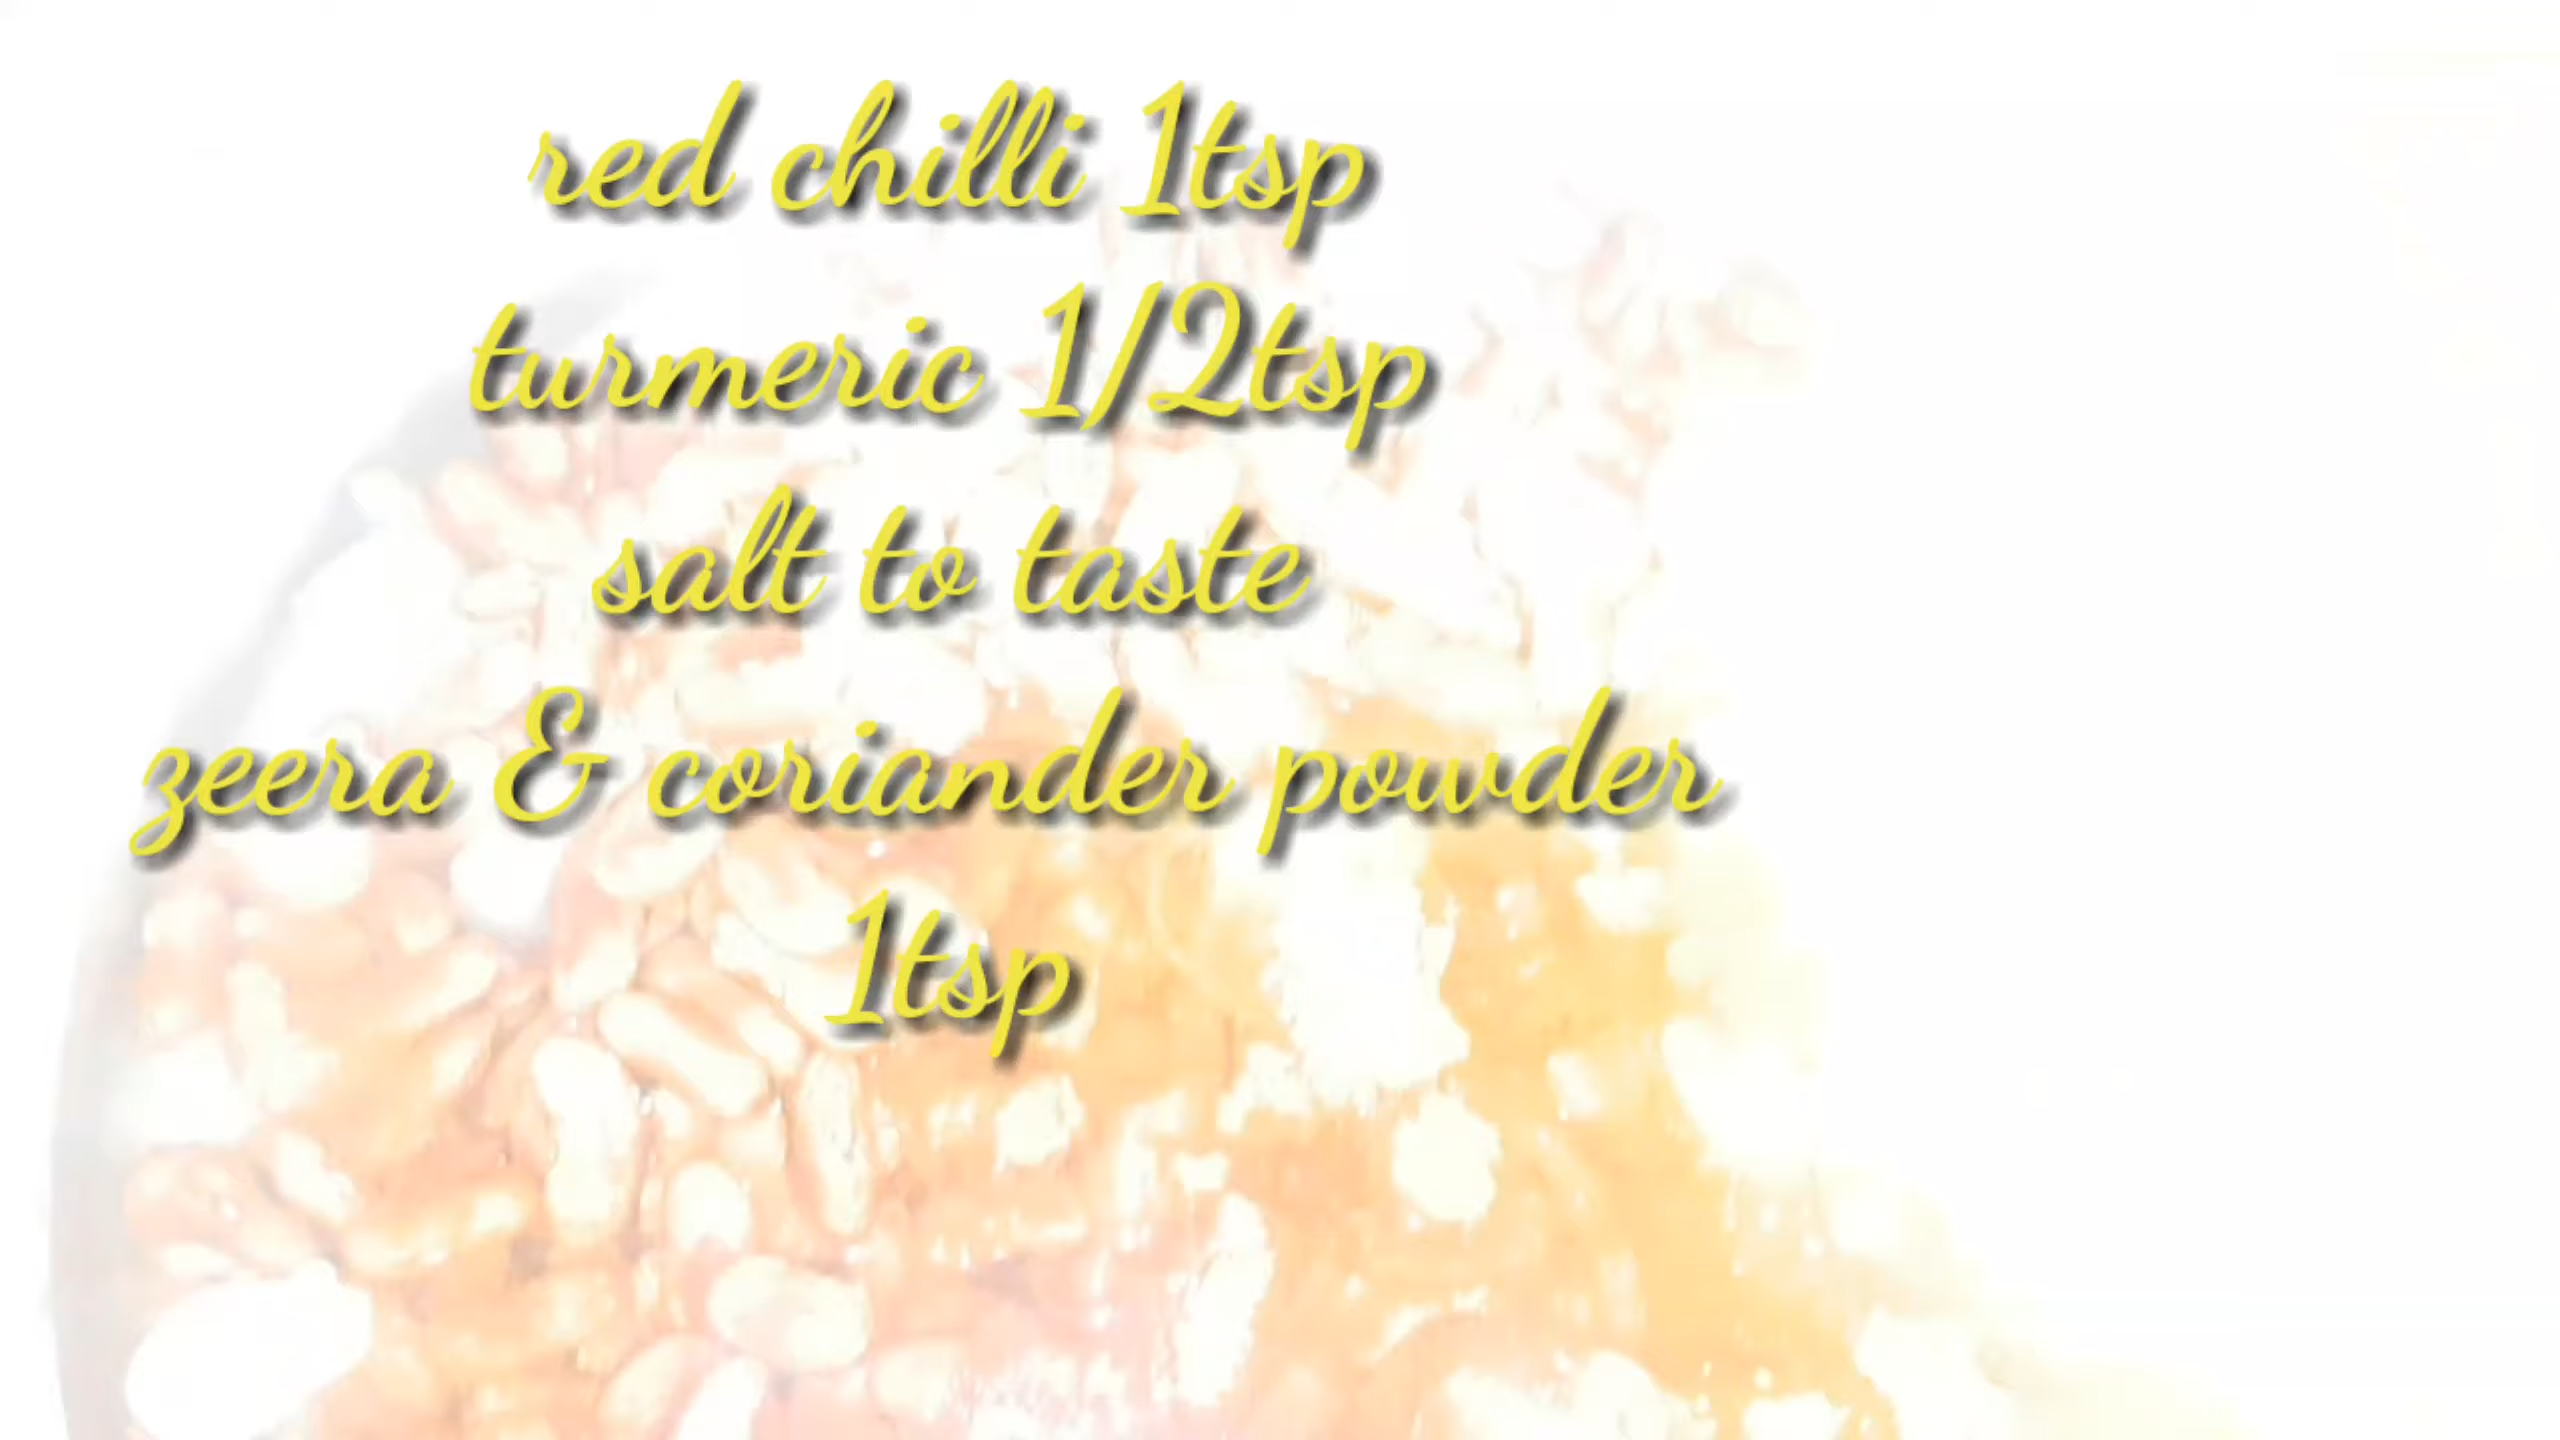 red chilli 1tsp
turmeric 1/2tsp
salt to taste
zeera & coriander powder
1tsp